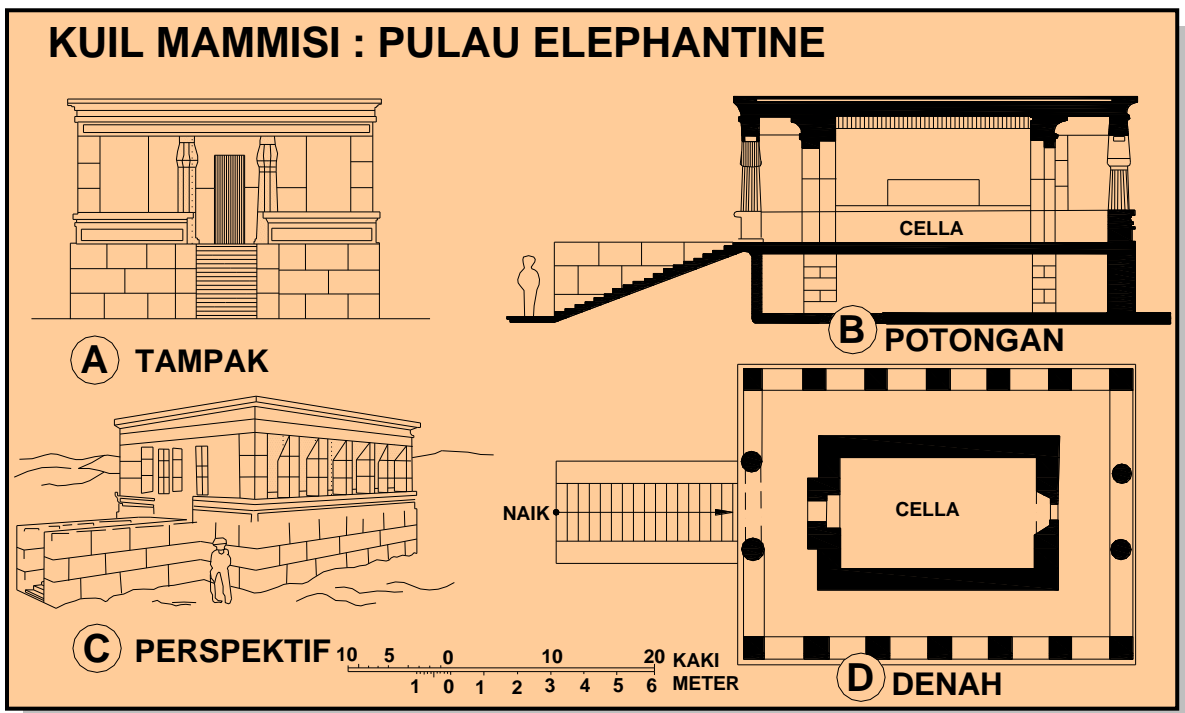 KUIL MAMMISI : PULAU ELEPHANTINE
CELLA
A TAMPAK
B POTONGAN
NAIK
CELLA
C PERSPEKTIF
10 5 0 10 20 KAKI
1 0 1 2 3 4 5 6 METER
D DENAH